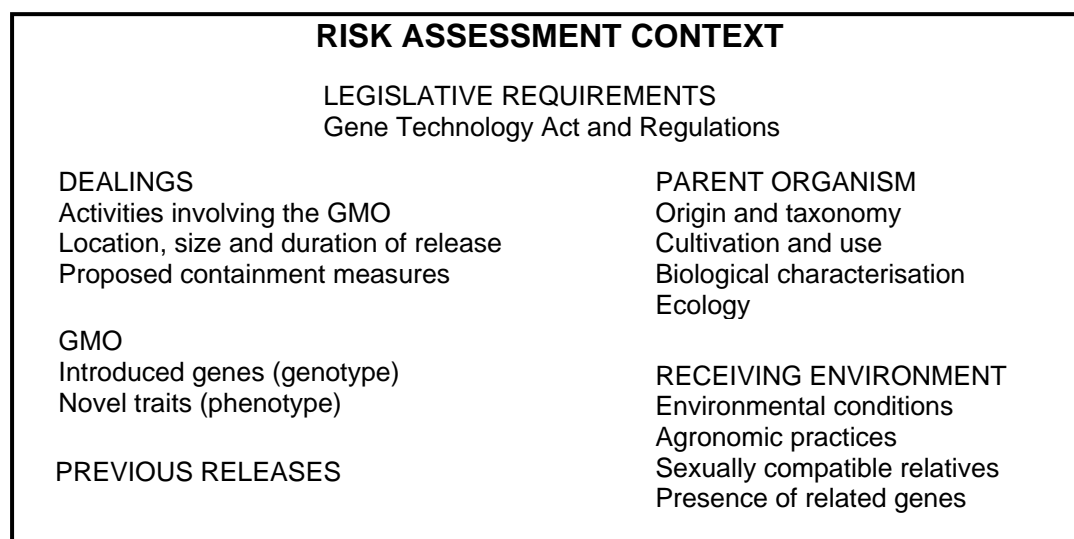 RISK ASSESSMENT CONTEXT
LEGISLATIVE REQUIREMENTS
Gene Technology Act and Regulations
DEALINGS
Activities involving the GMO
Location, size and duration of release
Proposed containment measures
GMO
Introduced genes (genotype)
Novel traits (phenotype)
PREVIOUS RELEASES
PARENT ORGANISM
Origin and taxonomy
Cultivation and use
Biological characterisation
Ecology
RECEIVING ENVIRONMENT
Environmental conditions
Agronomic practices
Sexually compatible relatives
Presence of related genes